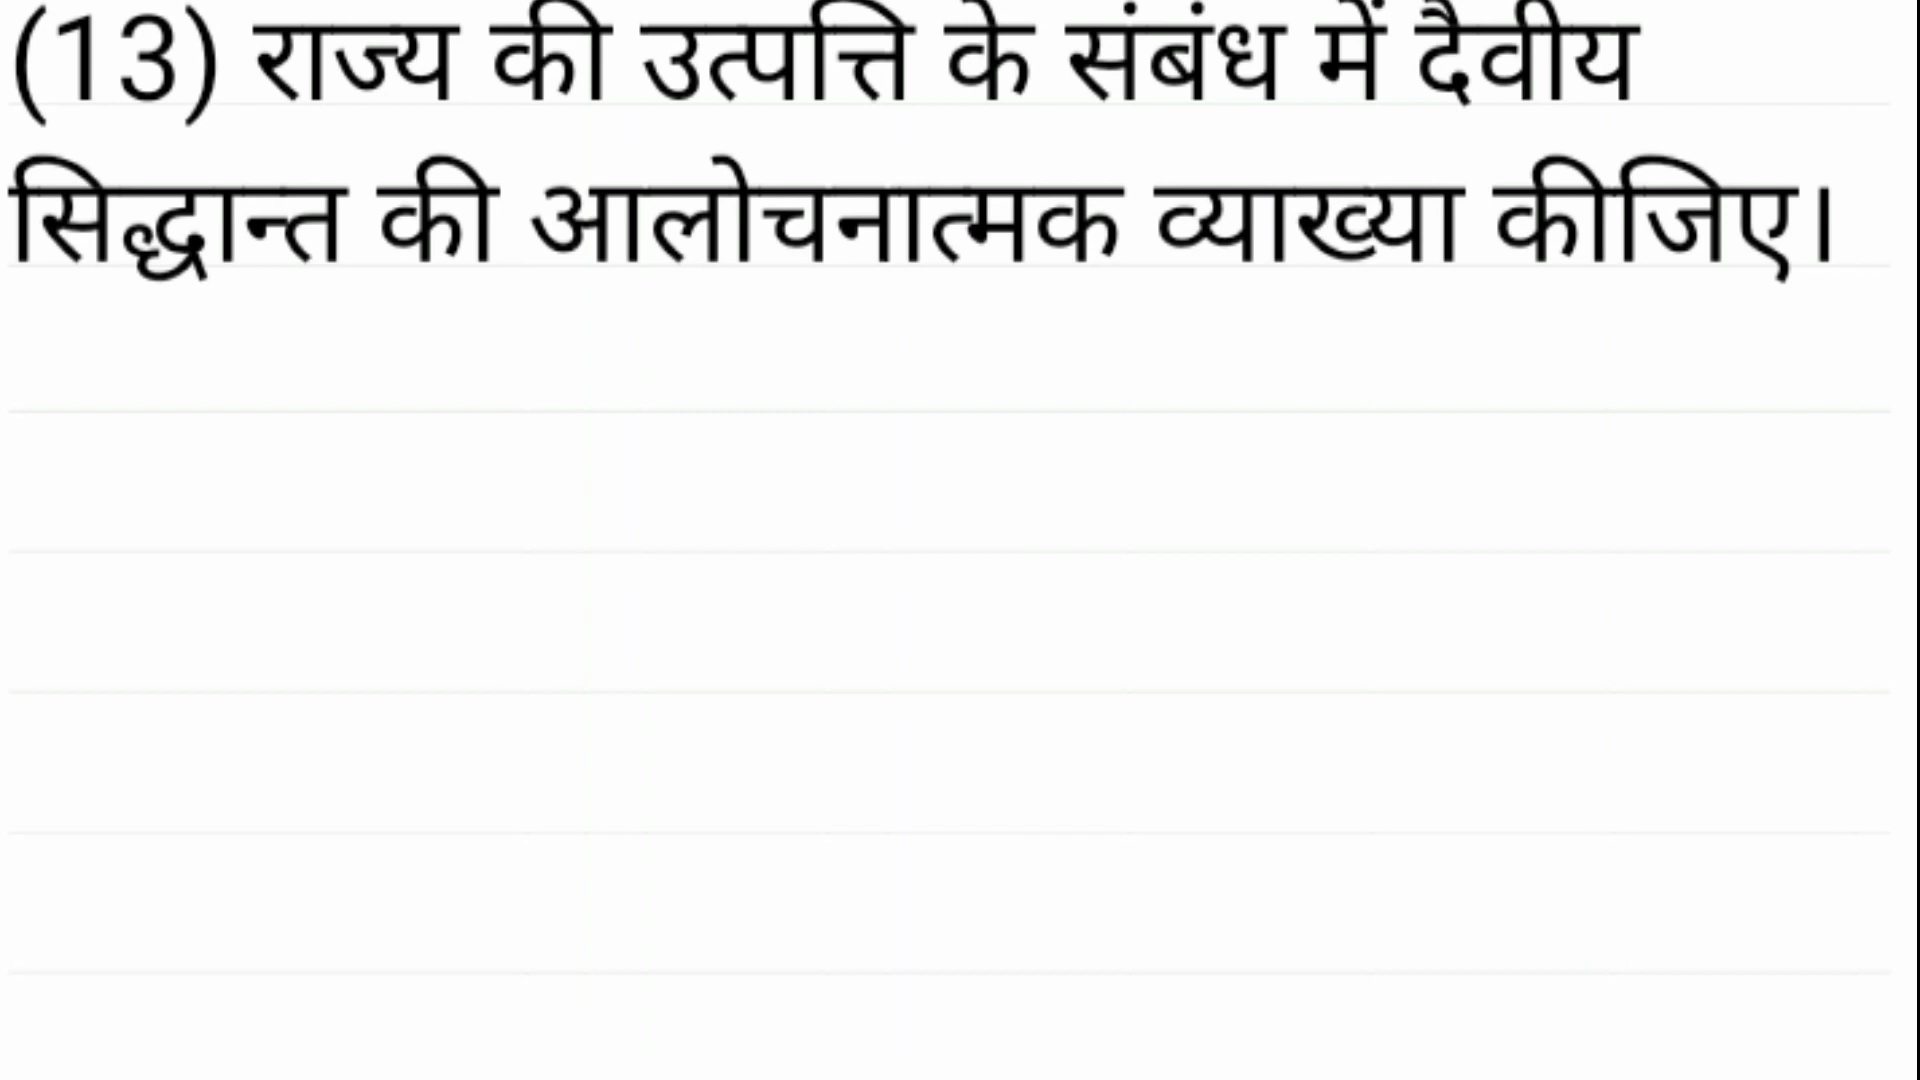 (13) राज्य की उत्पत्ति के संबंध में दैवीय
सिद्धान्त की आलोचनात्मक व्याख्या कीजिए।